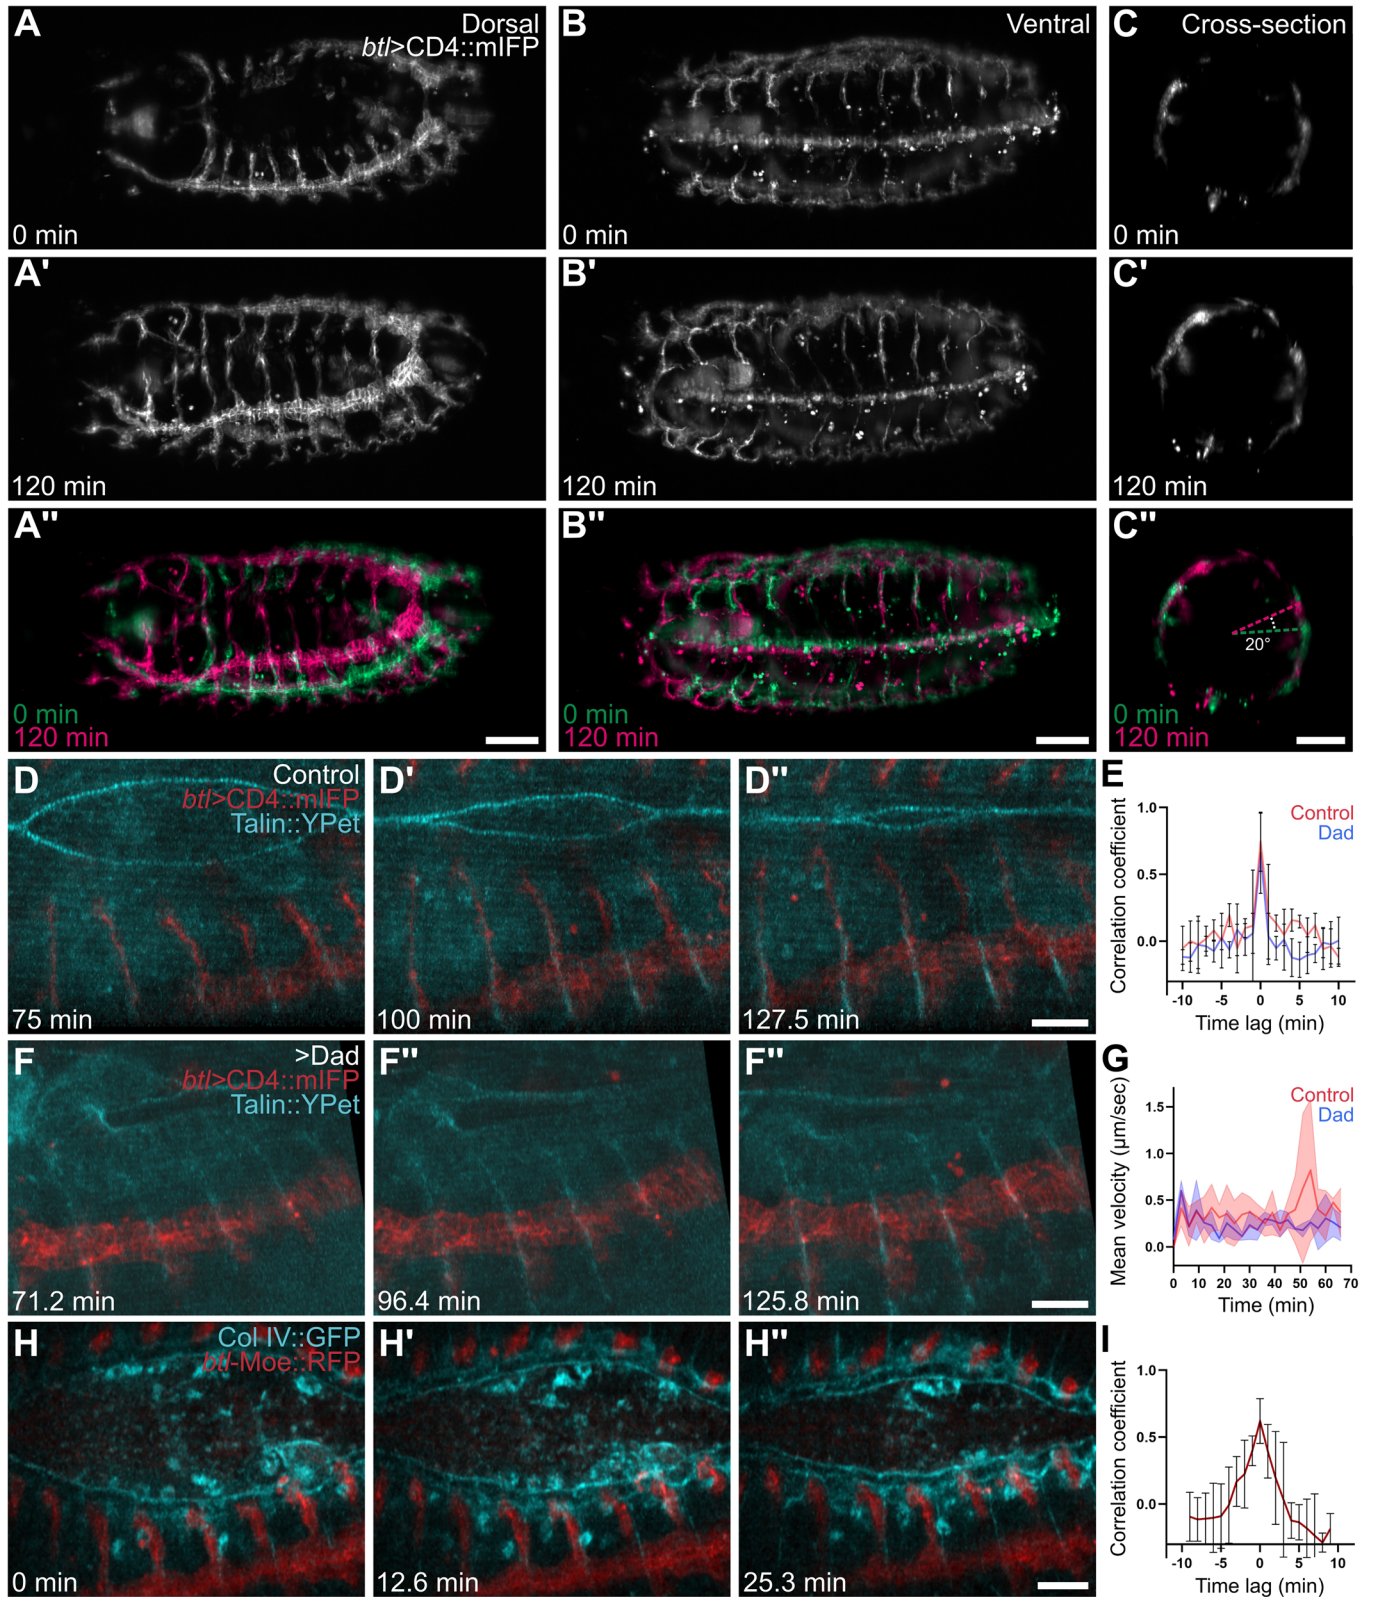 A
Dorsal
btl>CD4::mIFP
0 min
B
Ventral
0 min
C
Cross-section
0 min
A'
120 min
B'
120 min
C'
120 min
A"
0 min
120 min
B"
0 min
120 min
C"
20°
0 min
120 min
D
Control
btl>CD4::mIFP
Talin::YPet
75 min
D'
100 min
D"
127.5 min
E
Correlation coefficient
1.0
0.5
0.0
Control
Dad
-10
-5
0
5
10
Time lag (min)
F
>Dad
btl>CD4::mIFP
Talin::YPet
71.2 min
F"
96.4 min
F"
125.8 min
G
Mean velocity (μm/sec)
1.5
1.0
0.5
0.0
Control
Dad
0
10
20
30
40
50
60
70
Time (min)
H
Col IV::GFP
btl-Moe::RFP
0 min
H'
12.6 min
H"
25.3 min
I
Correlation coefficient
1.0
0.5
0.0
-10
-5
0
5
10
Time lag (min)